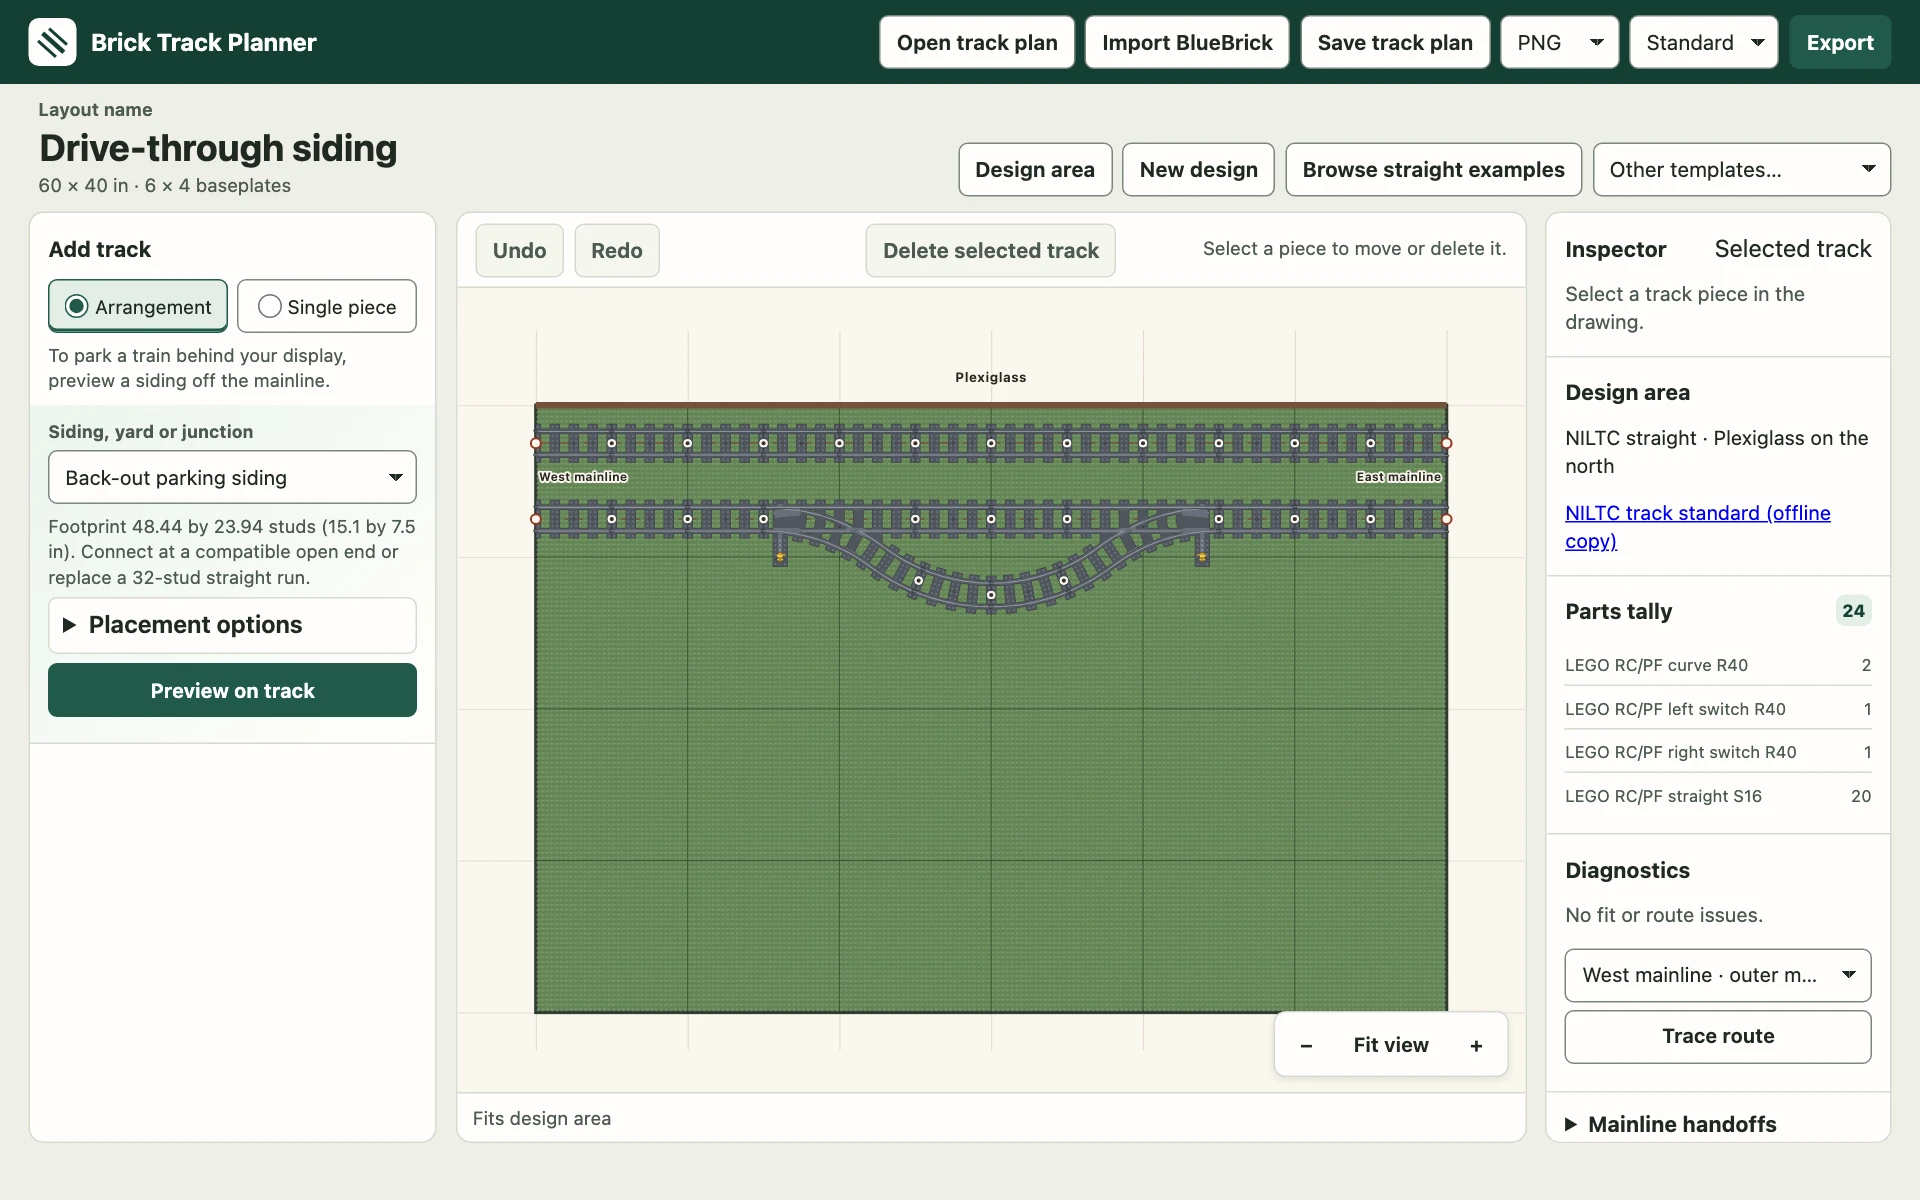 Brick Track Planner
Open track plan
Import BlueBrick
Save track plan
PNG
Standard
Export
Layout name
Drive-through siding
60 × 40 in · 6 × 4 baseplates
Design area
New design
Browse straight examples
Other templates...
Add track
Arrangement
Single piece
To park a train behind your display,
preview a siding off the mainline.
Siding, yard or junction
Back-out parking siding
Footprint 48.44 by 23.94 studs (15.1 by 7.5
in). Connect at a compatible open end or
replace a 32-stud straight run.
Placement options
Preview on track
Undo
Redo
Delete selected track
Select a piece to move or delete it.
Plexiglass
West mainline
East mainline
− Fit view +
Fits design area
Inspector
Selected track
Select a track piece in the
drawing.
Design area
NILTC straight · Plexiglass on the
north
NILTC track standard (offline
copy)
Parts tally
24
LEGO RC/PF curve R40 2
LEGO RC/PF left switch R40 1
LEGO RC/PF right switch R40 1
LEGO RC/PF straight S16 20
Diagnostics
No fit or route issues.
West mainline · outer m...
Trace route
Mainline handoffs